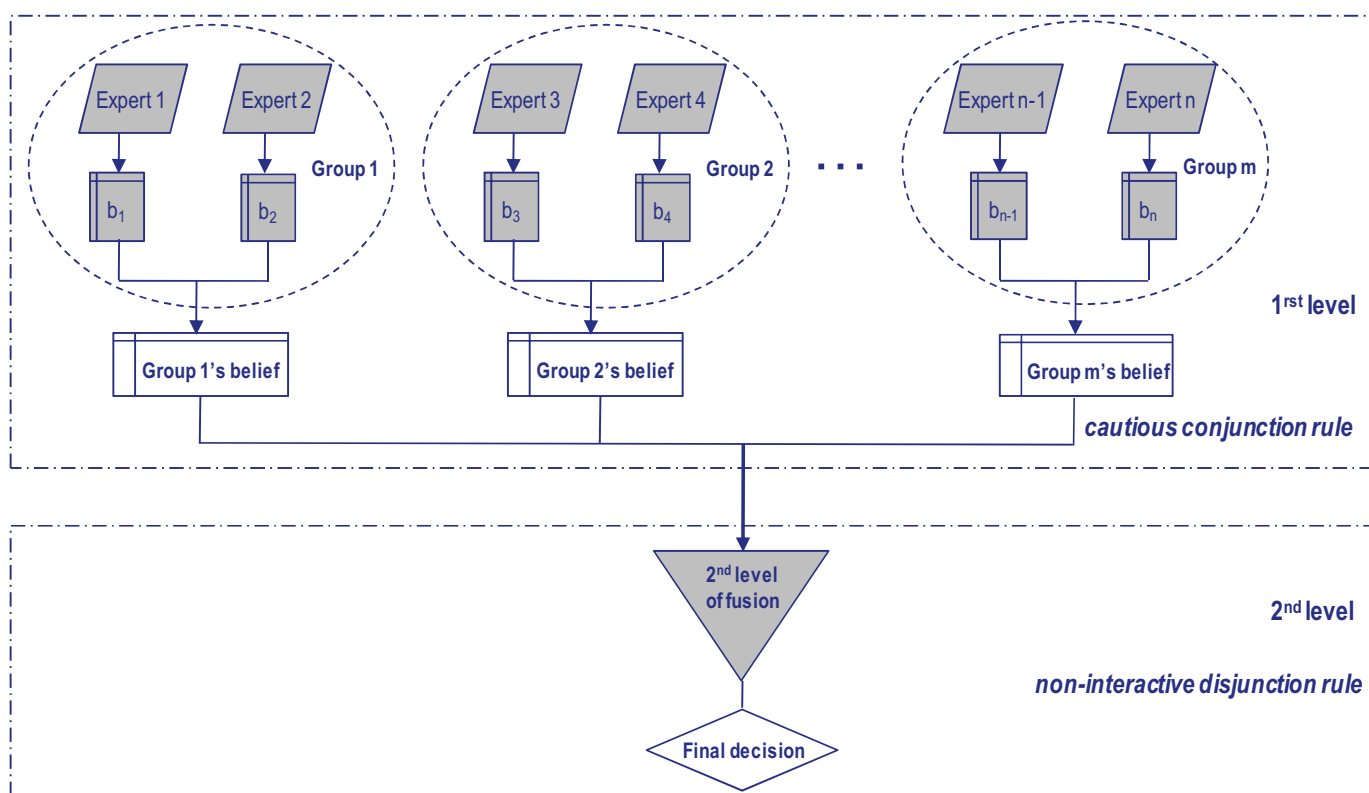 Expert 1
Expert 2
Expert 3
Expert 4
Expert n-1
Expert n
Group 1
Group 2
...
Group m
b1
b2
b3
b4
bn-1
bn
1rst level
Group 1's belief
Group 2's belief
Group m's belief
cautious conjunction rule
2nd level
of fusion
2nd level
non-interactive disjunction rule
Final decision